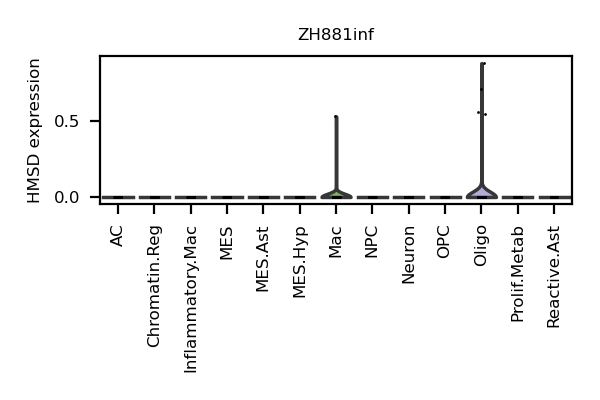 ZH881inf
HMSD expression
0.5
0.0
AC
Chromatin.Reg
Inflammatory.Mac
MES
MES.Ast
MES.Hyp
Mac
NPC
Neuron
OPC
Oligo
Prolif.Metab
Reactive.Ast